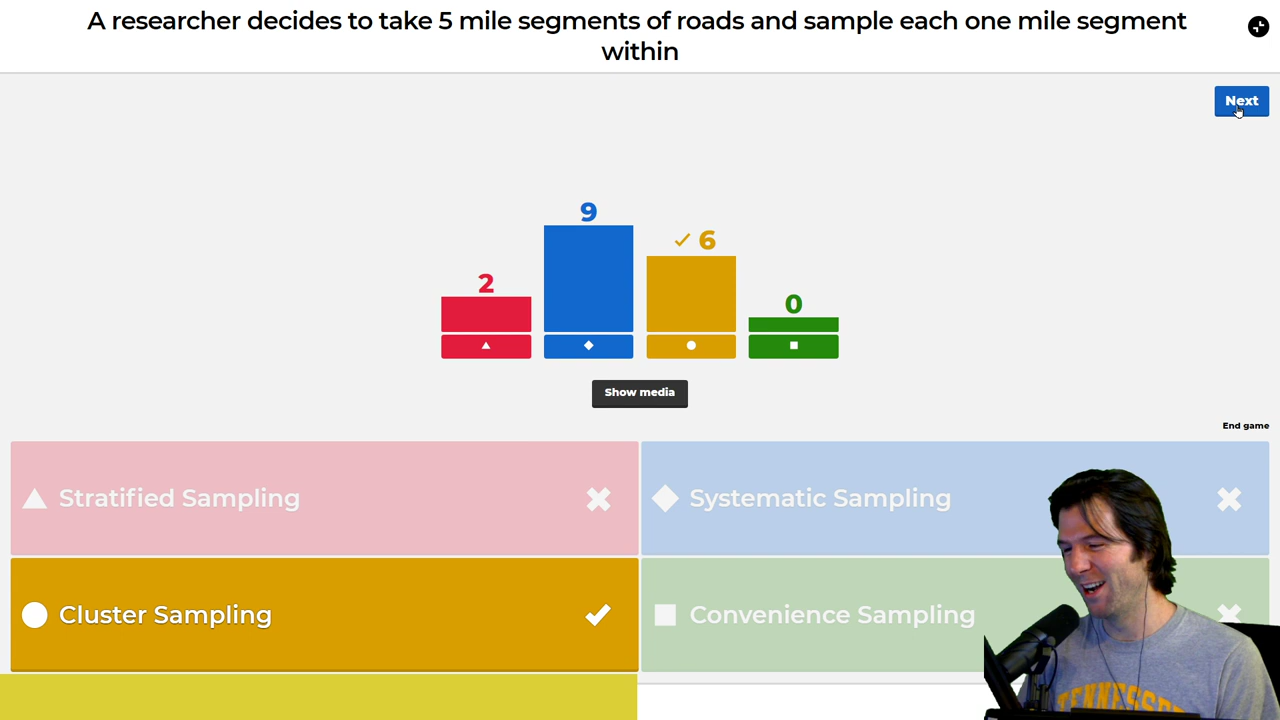 A researcher decides to take 5 mile segments of roads and sample each one mile segment
within
Next
9
6
2
0
Show media
End game
Stratified Sampling
Systematic Sampling
Cluster Sampling
Convenience Sampling
TENNESSE